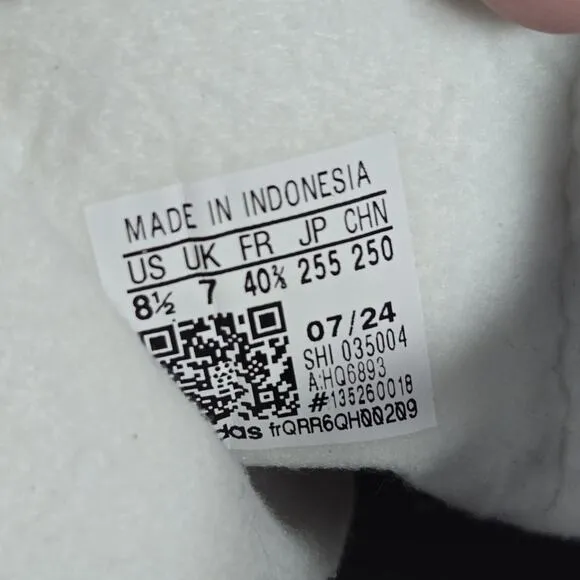 MADE IN INDONESIA
US UK FR JP CHN
8½ 7 40⅔ 255 250
07/24
SHI 035004
A:HQ6893
#135260018
das frQRR6QH00209